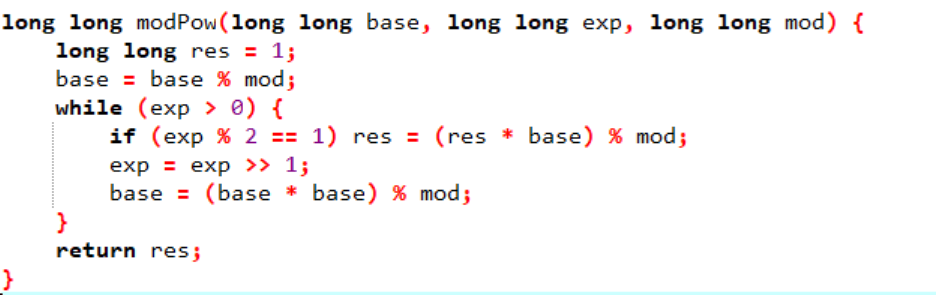 long long modPow(long long base, long long exp, long long mod) {
    long long res = 1;
    base = base % mod;
    while (exp > 0) {
        if (exp % 2 == 1) res = (res * base) % mod;
        exp = exp >> 1;
        base = (base * base) % mod;
    }
    return res;
}